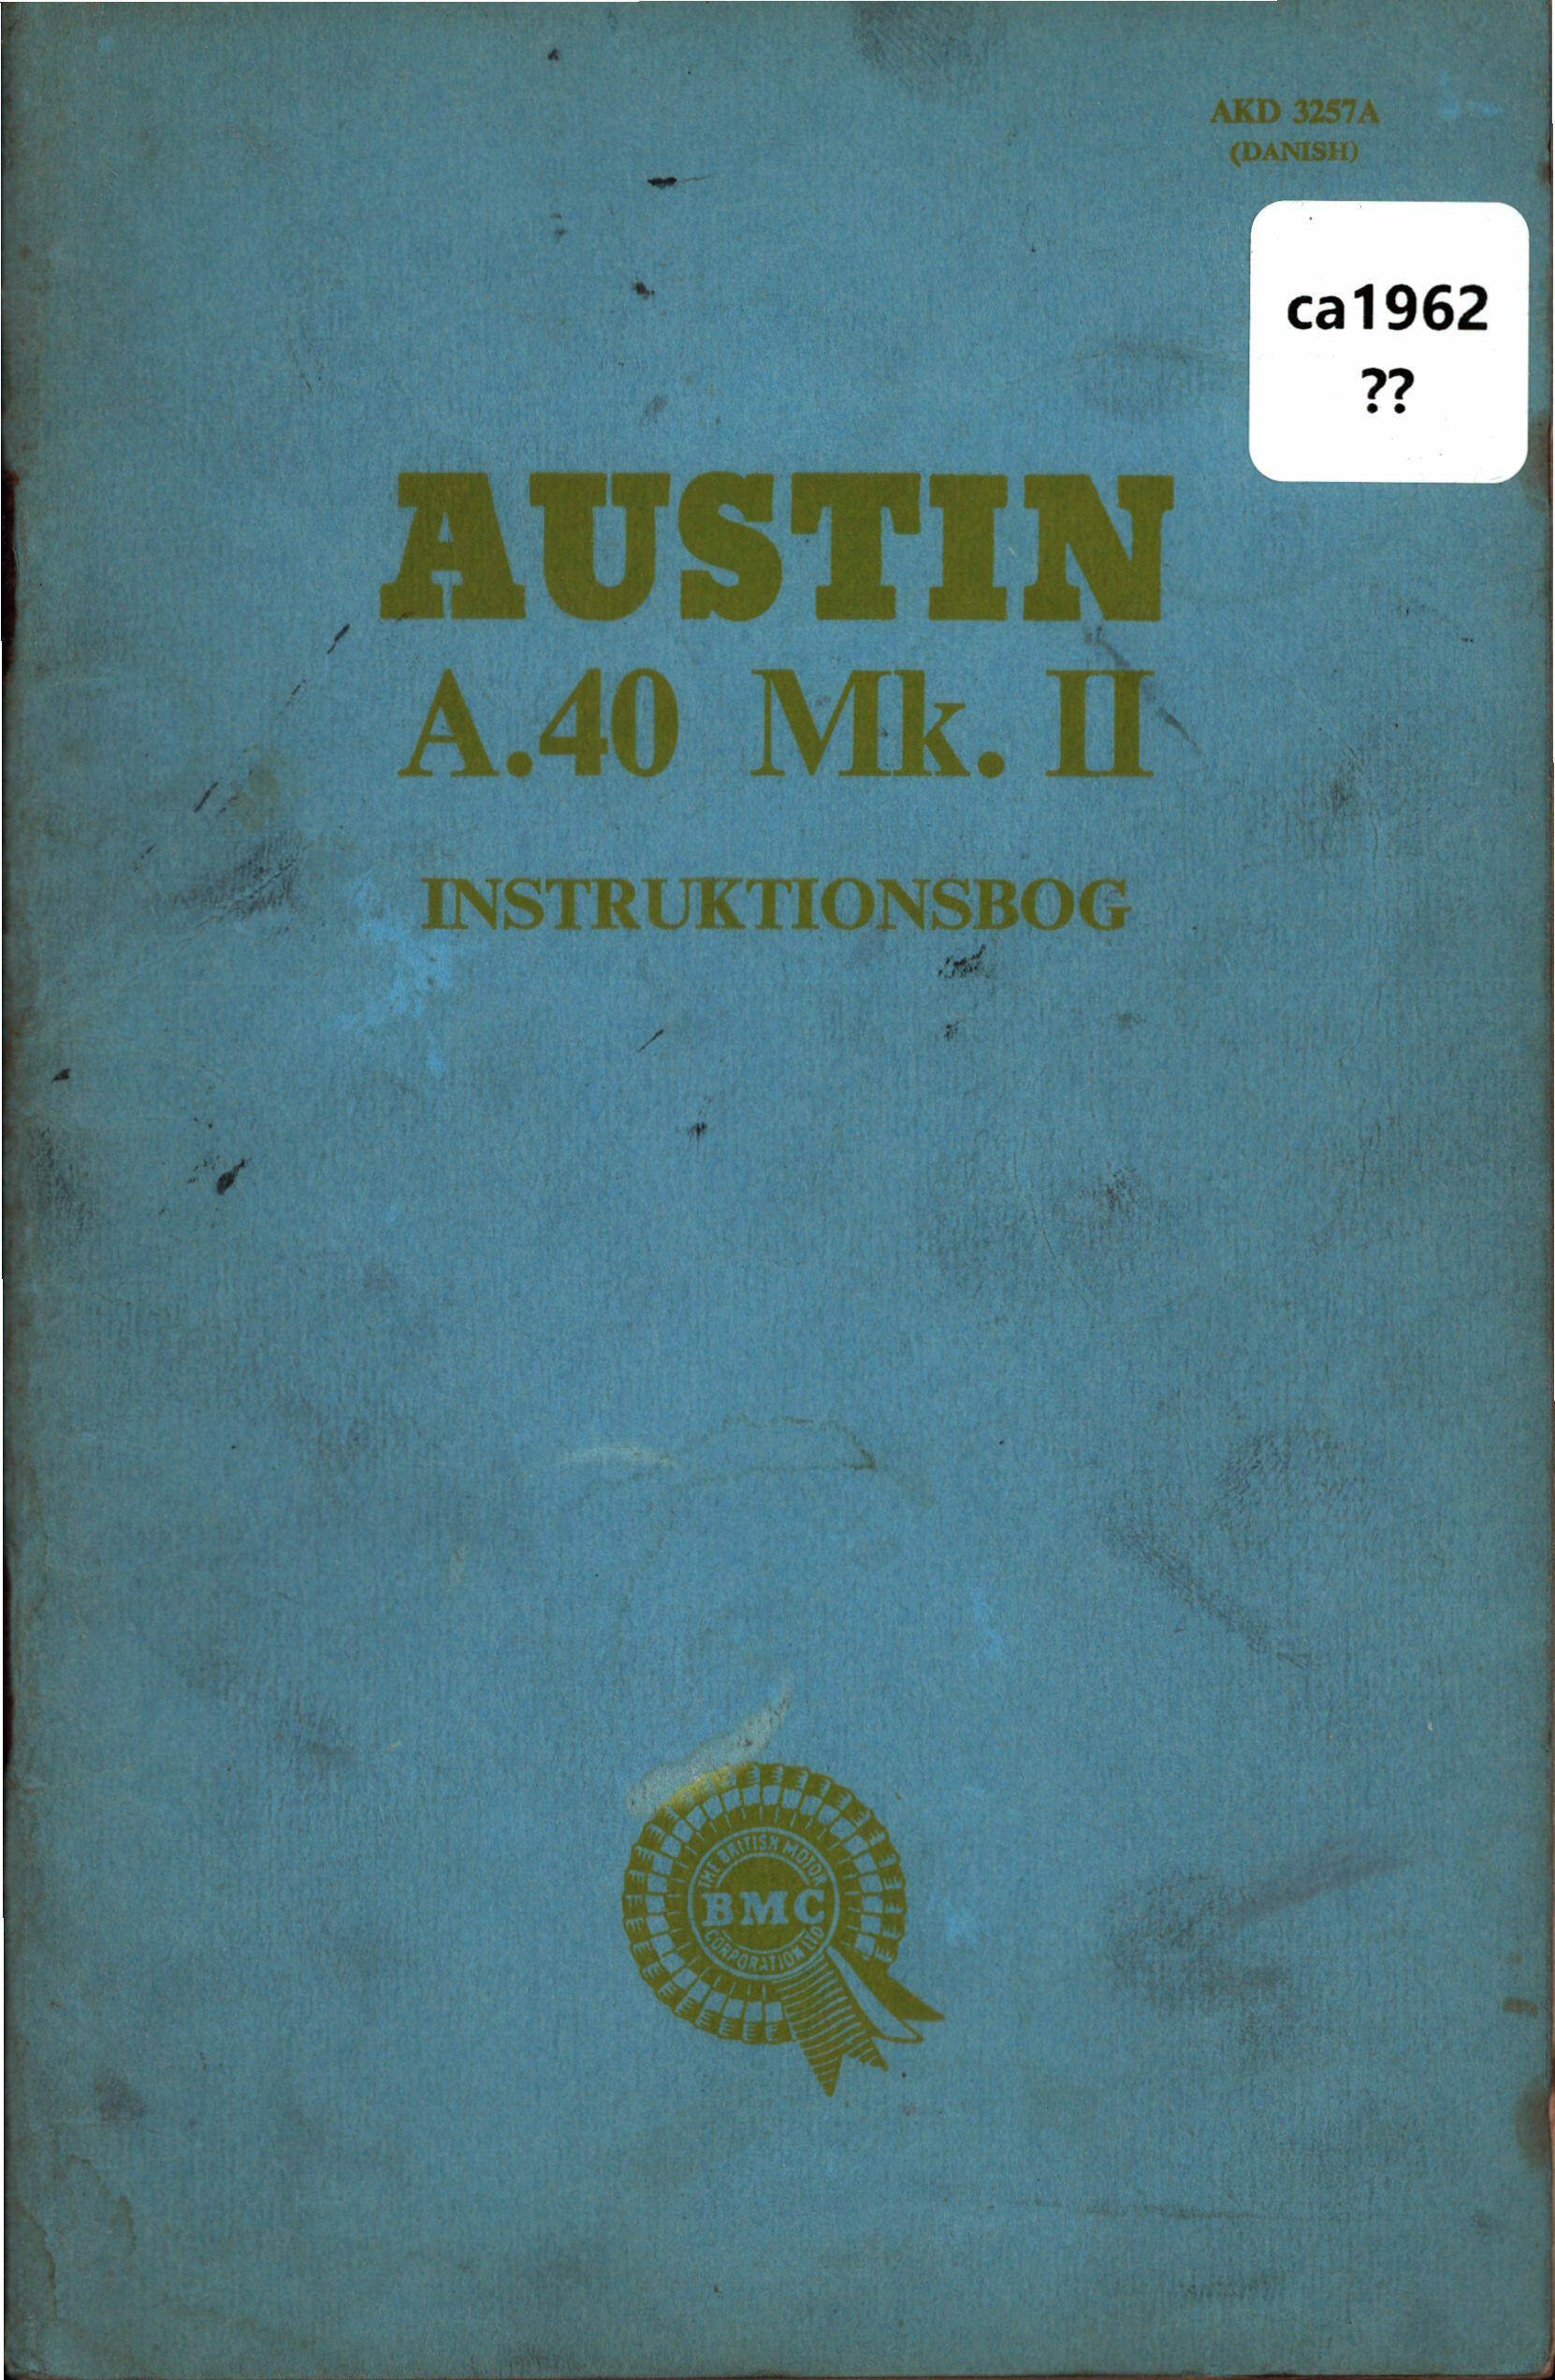 AKD 3257A
(DANISH)
ca1962
??
AUSTIN
A.40 Mk. II
INSTRUKTIONSBOG
THE BRITISH MOTOR
BMC
CORPORATION LTD